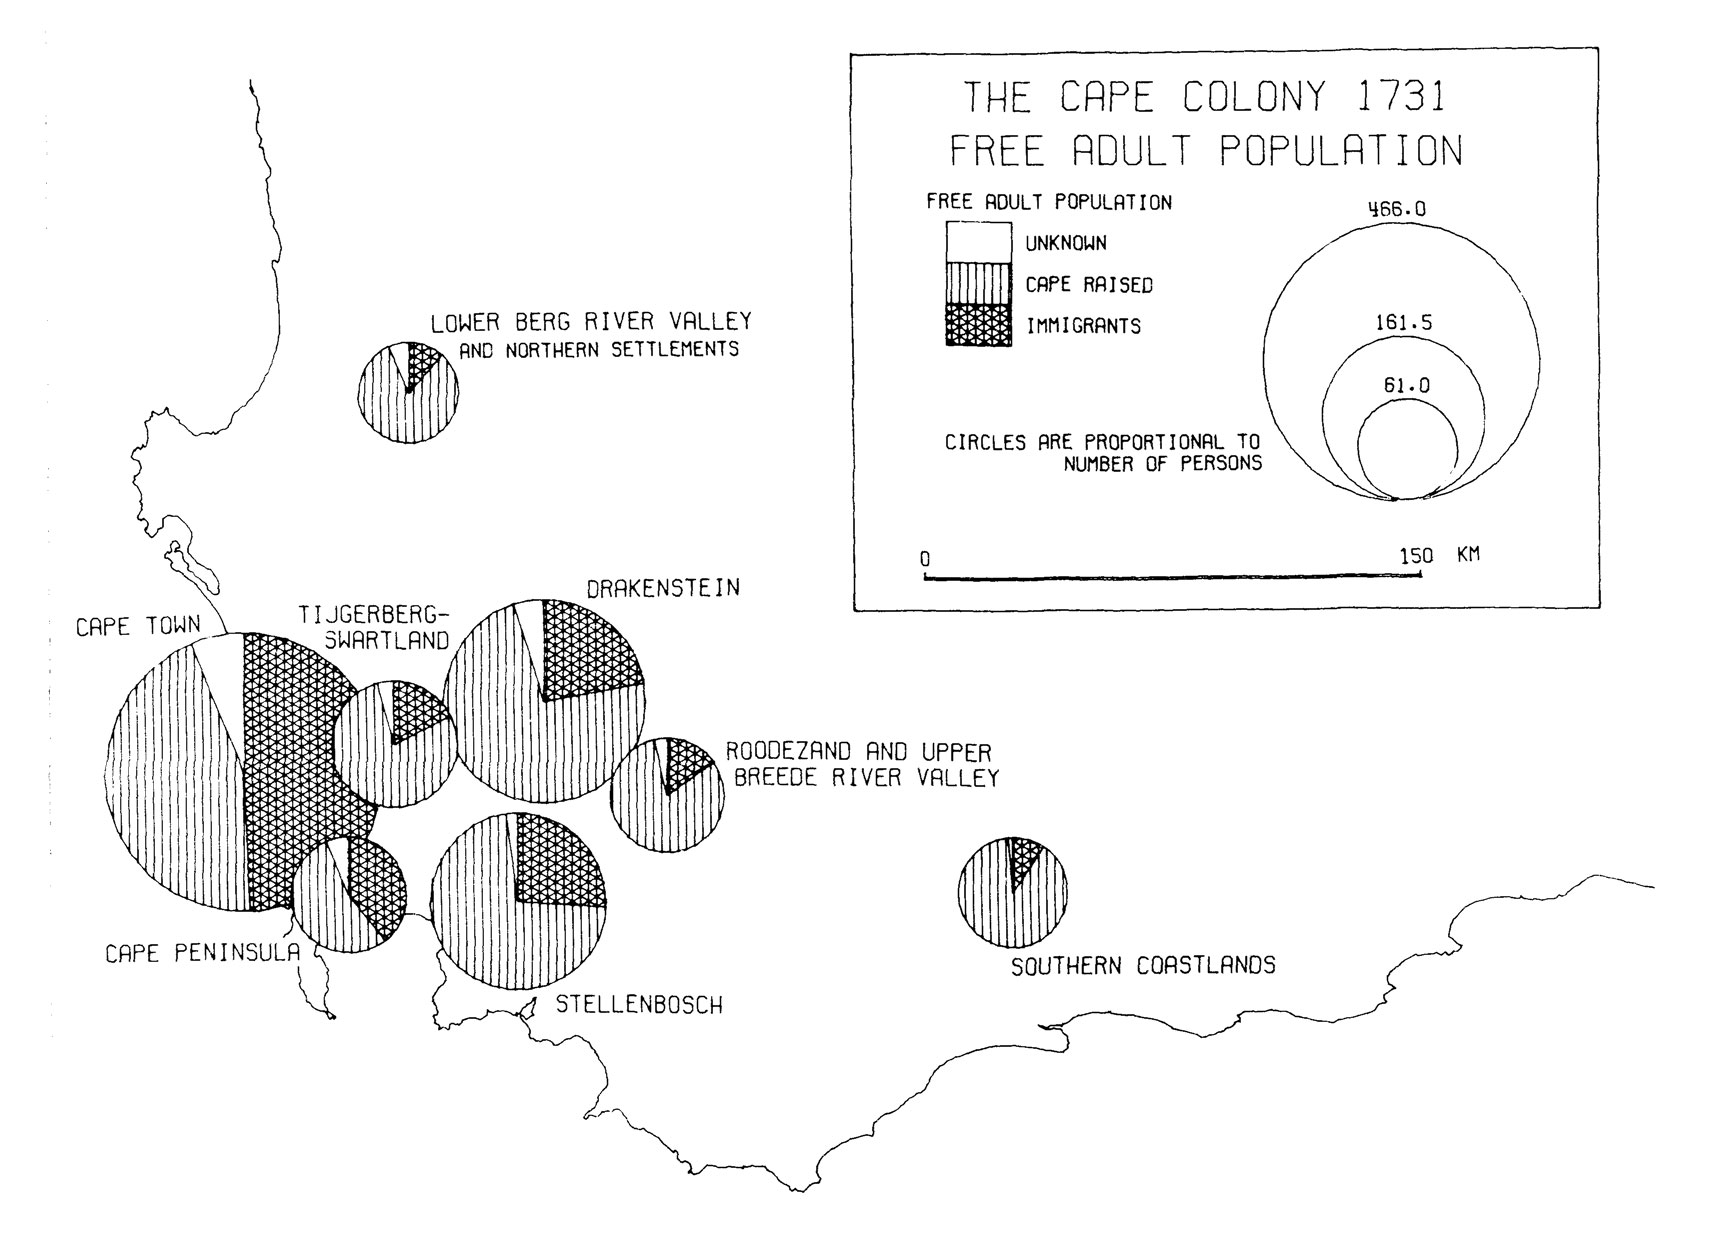 THE CAPE COLONY 1731
FREE ADULT POPULATION
FREE ADULT POPULATION
UNKNOWN
CAPE RAISED
IMMIGRANTS
466.0
161.5
61.0
CIRCLES ARE PROPORTIONAL TO
NUMBER OF PERSONS
0
150 KM
LOWER BERG RIVER VALLEY
AND NORTHERN SETTLEMENTS
DRAKENSTEIN
TIJGERBERG-
SWARTLAND
CAPE TOWN
ROODEZAND AND UPPER
BREEDE RIVER VALLEY
CAPE PENINSULA
SOUTHERN COASTLANDS
STELLENBOSCH